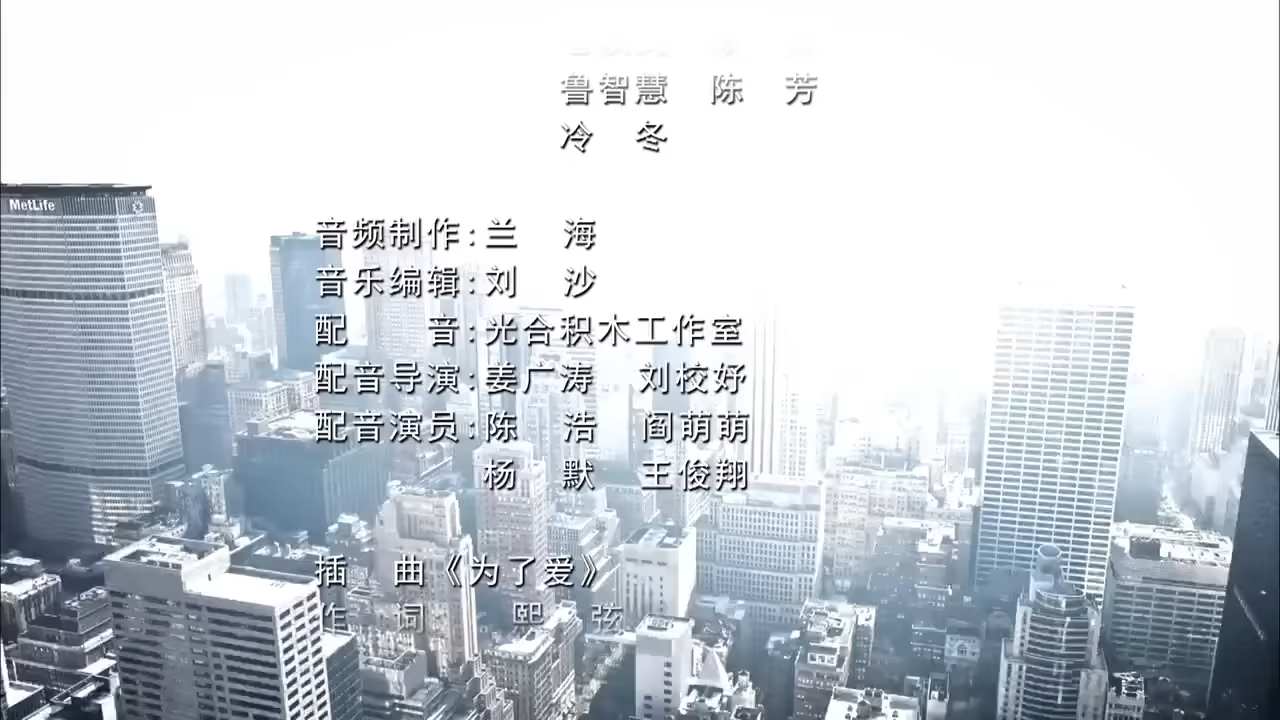 鲁智慧 陈 芳
冷 冬
MetLife
音频制作:兰 海
音乐编辑:刘 沙
配 音:光合积木工作室
配音导演:姜广涛 刘校妤
配音演员:陈 浩 阎萌萌
杨 默 王俊翔
插 曲《为了爱》
作 词 熙 弦